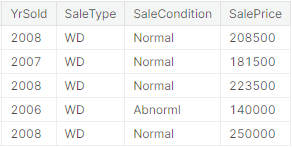 YrSold SaleType SaleCondition SalePrice
2008 WD Normal 208500
2007 WD Normal 181500
2008 WD Normal 223500
2006 WD Abnorml 140000
2008 WD Normal 250000